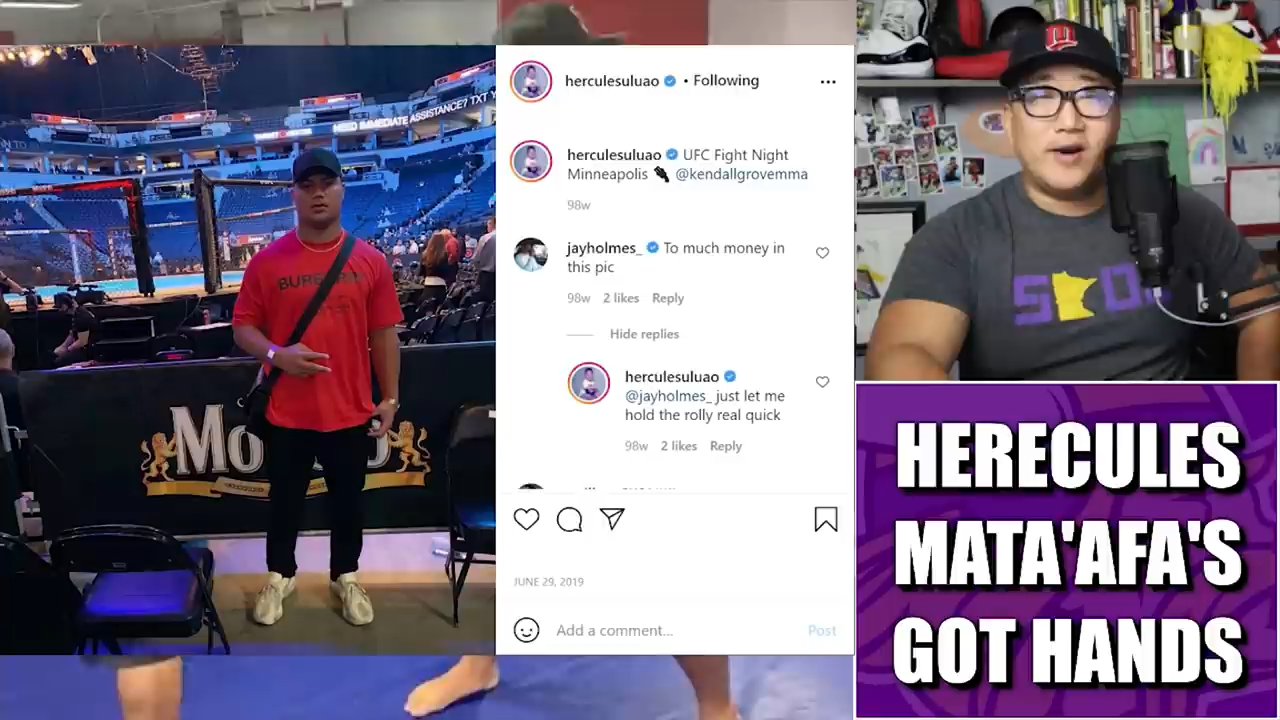 NEED IMMEDIATE ASSISTANCE? TXT
herculesuluao • Following
herculesuluao UFC Fight Night
Minneapolis @kendallgrovemma
98w
jayholmes_ To much money in
this pic
98w 2 likes Reply
Hide replies
herculesuluao
@jayholmes_ just let me
hold the rolly real quick
98w 2 likes Reply
JUNE 29, 2019
Add a comment... Post
HERECULES
MATA'AFA'S
GOT HANDS